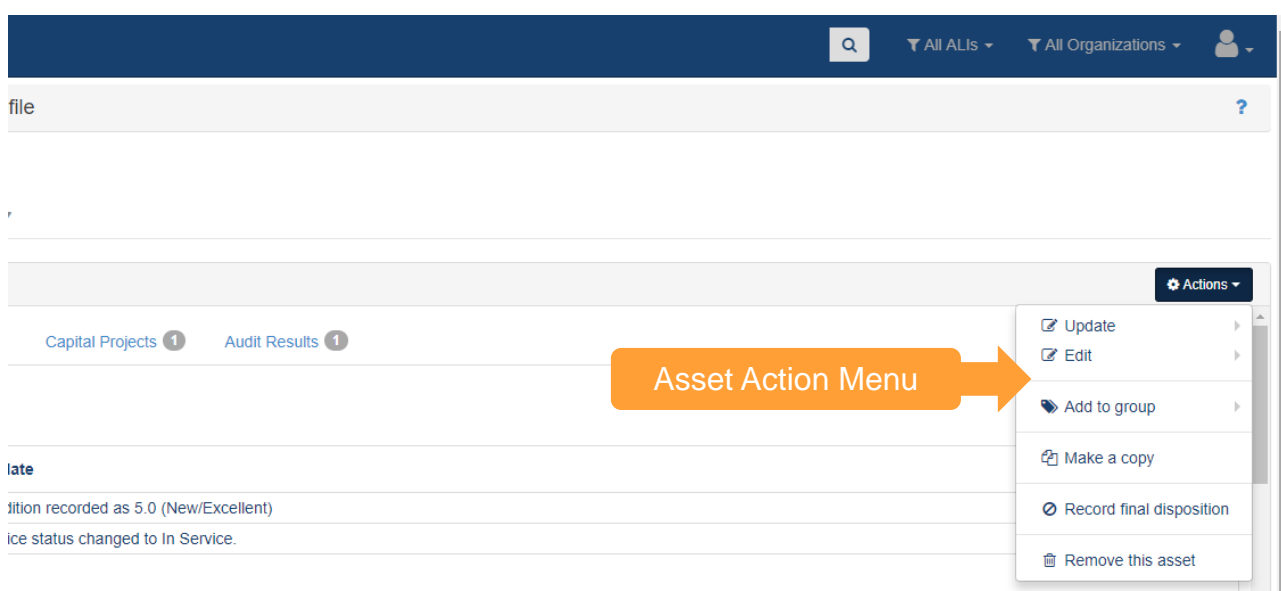 All ALIs
All Organizations
file
?
Actions
Capital Projects 1
Audit Results 1
Update
Edit
Asset Action Menu
Add to group
Make a copy
date
dition recorded as 5.0 (New/Excellent)
Record final disposition
ice status changed to In Service.
Remove this asset